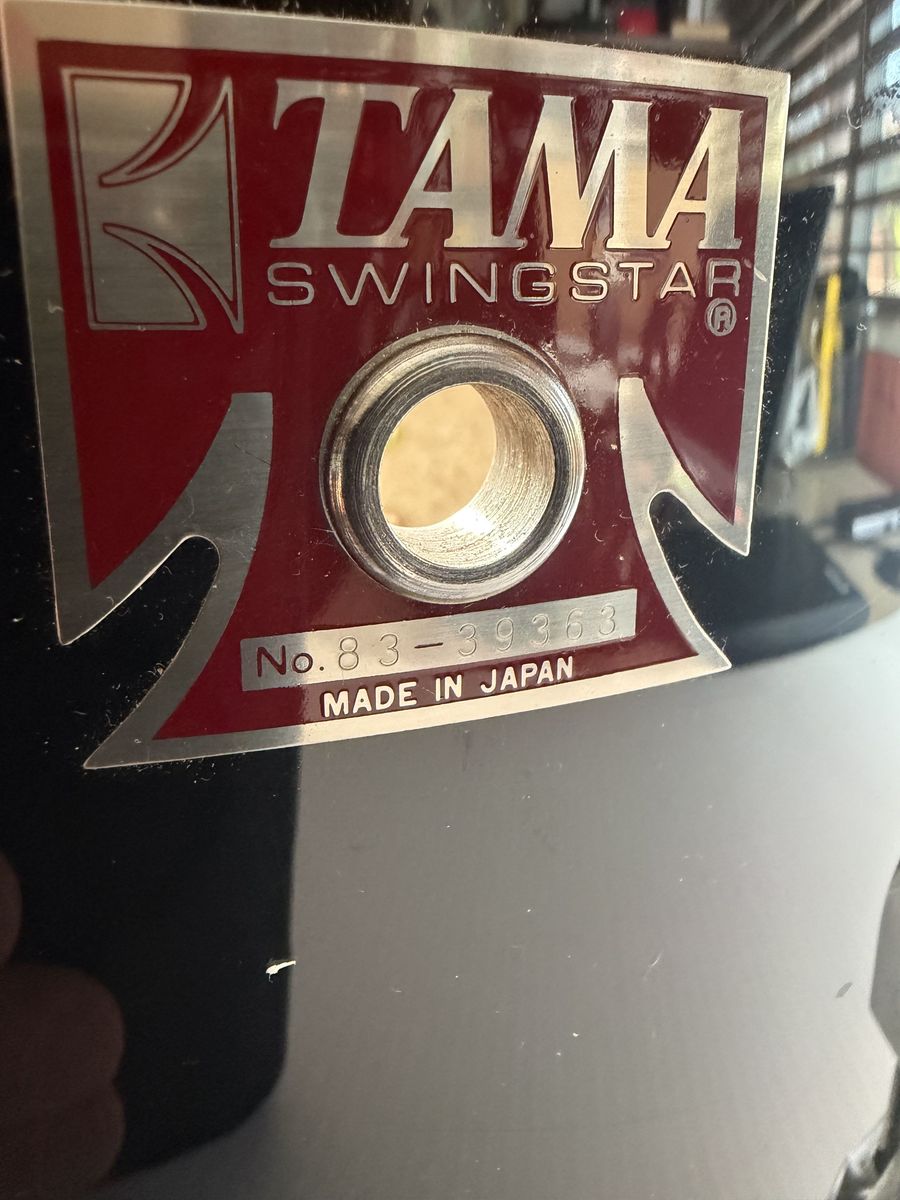 TAMA
SWINGSTAR
®
No. 83-39363
MADE IN JAPAN